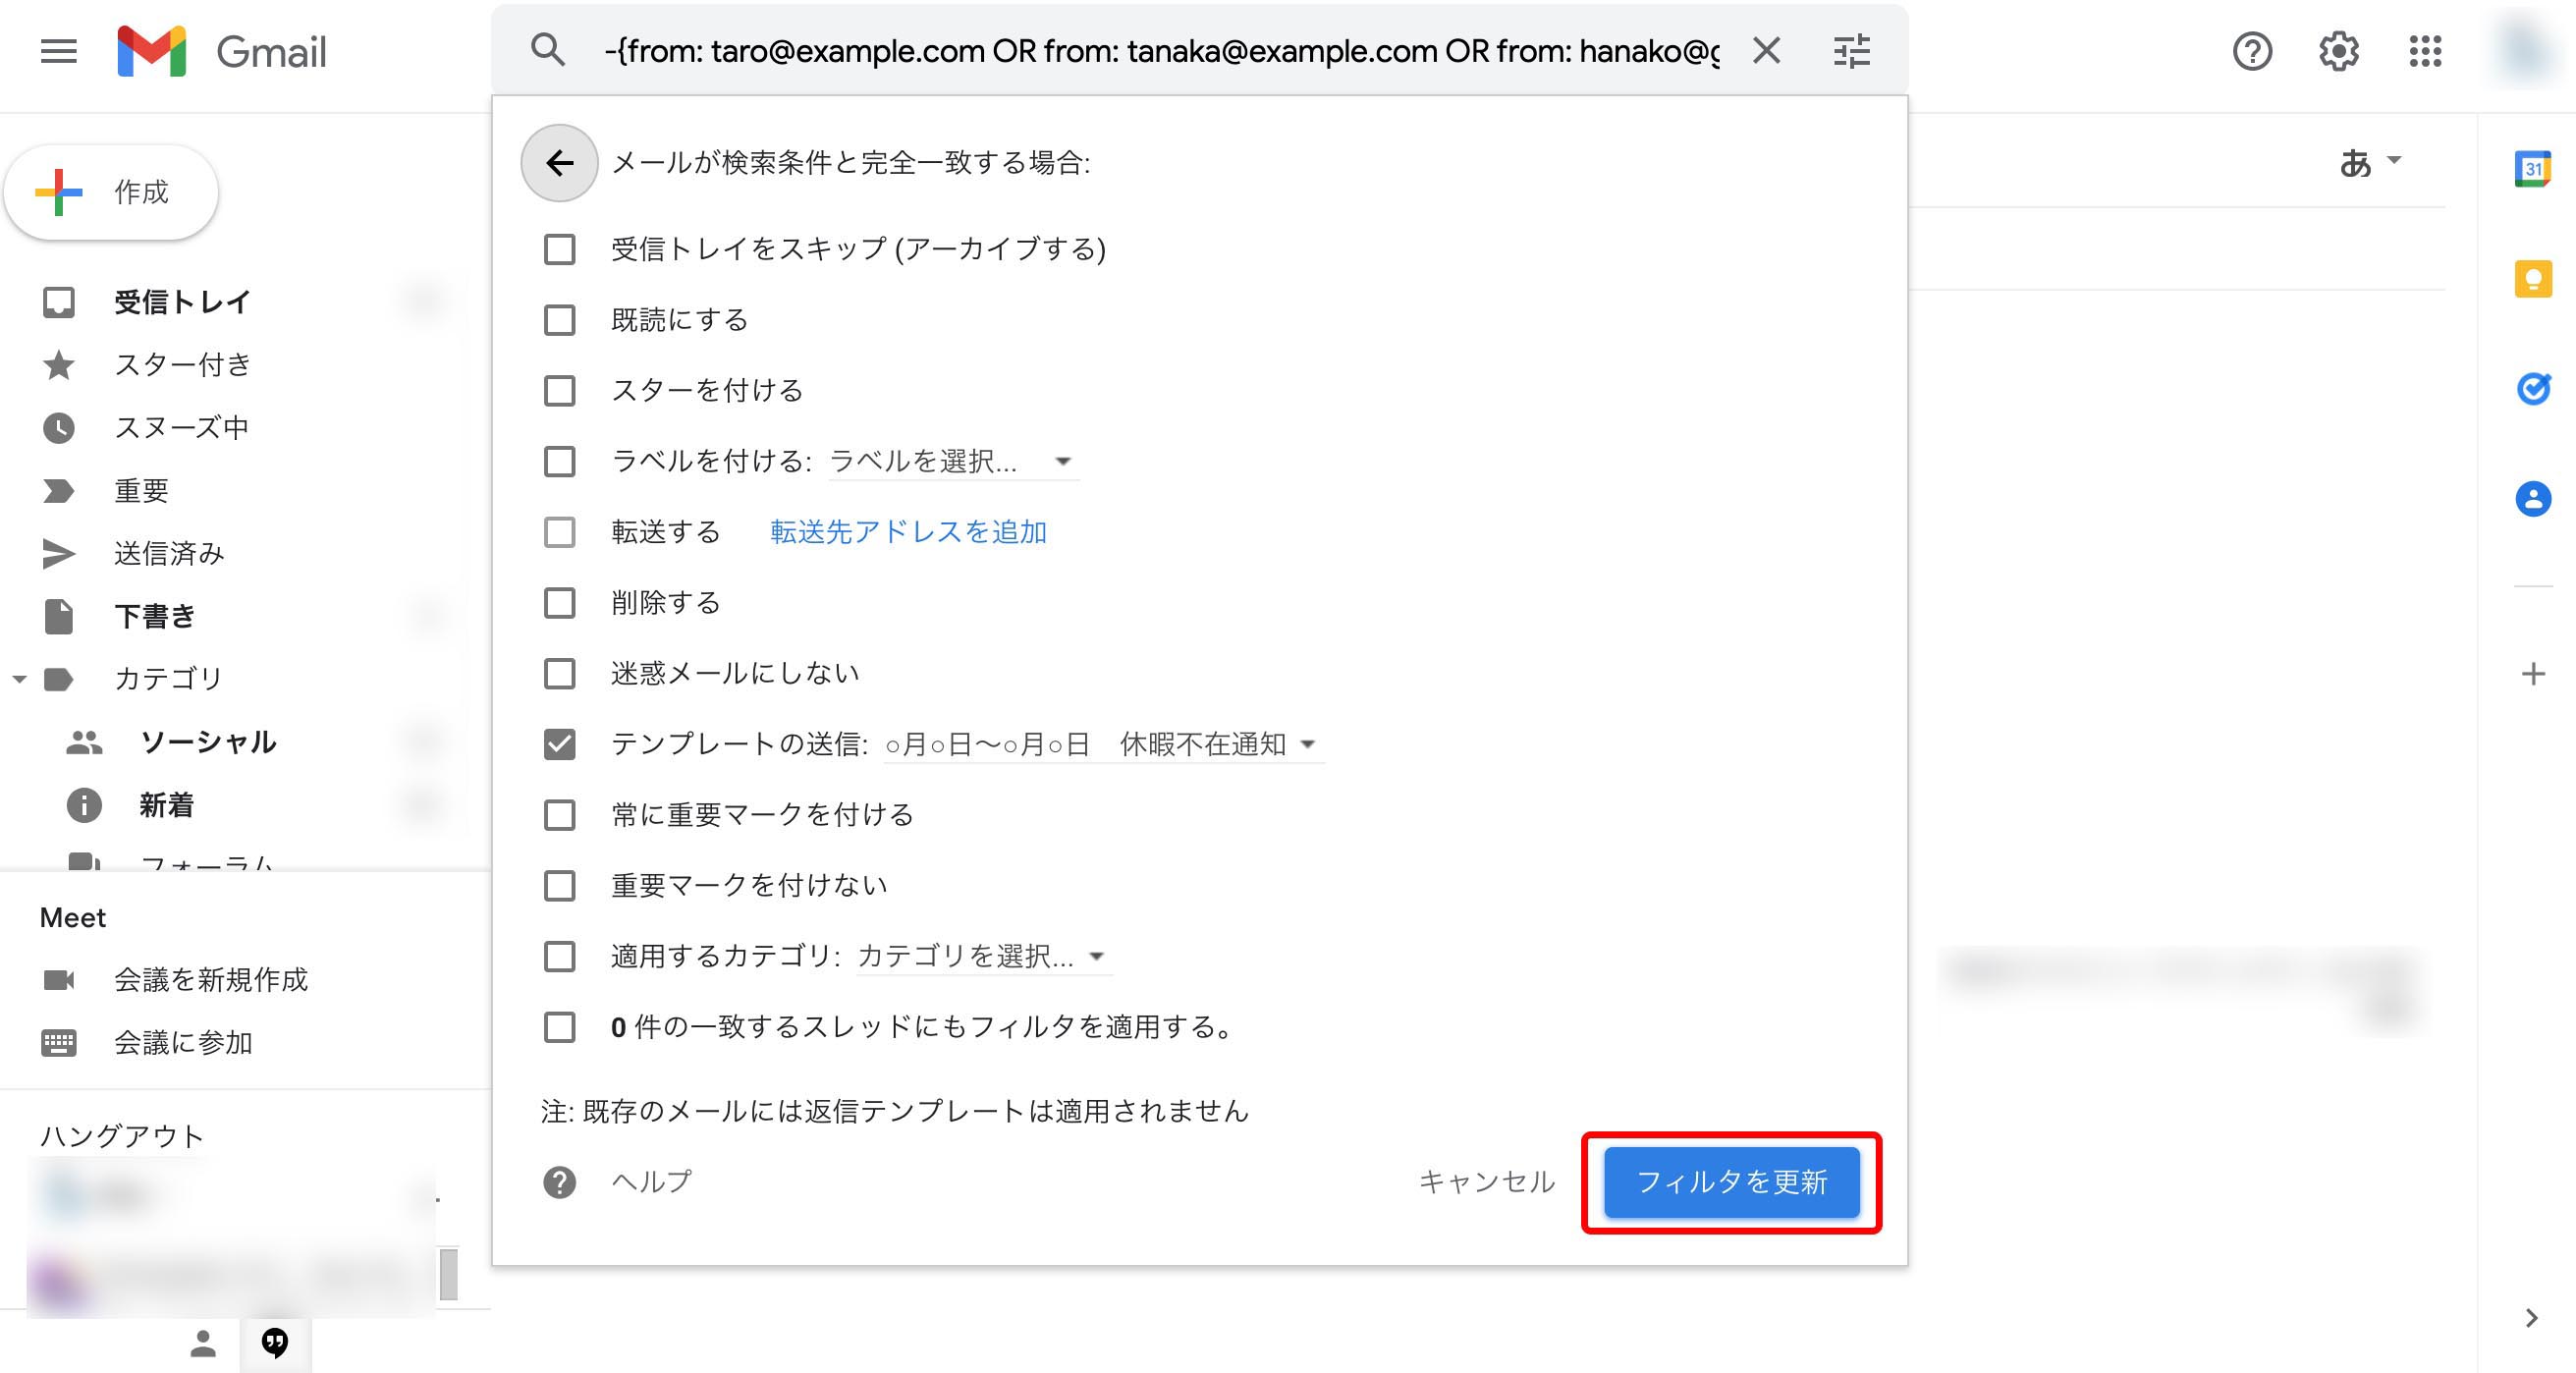 Gmail
-{from: taro@example.com OR from: tanaka@example.com OR from: hanako@g
作成
受信トレイ
スター付き
スヌーズ中
重要
送信済み
下書き
カテゴリ
ソーシャル
新着
フォーラム
Meet
会議を新規作成
会議に参加
ハングアウト
メールが検索条件と完全一致する場合:
受信トレイをスキップ (アーカイブする)
既読にする
スターを付ける
ラベルを付ける: ラベルを選択...
転送する 転送先アドレスを追加
削除する
迷惑メールにしない
テンプレートの送信: ○月○日〜○月○日 休暇不在通知
常に重要マークを付ける
重要マークを付けない
適用するカテゴリ: カテゴリを選択...
0 件の一致するスレッドにもフィルタを適用する。
注: 既存のメールには返信テンプレートは適用されません
ヘルプ
キャンセル
フィルタを更新
あ
31